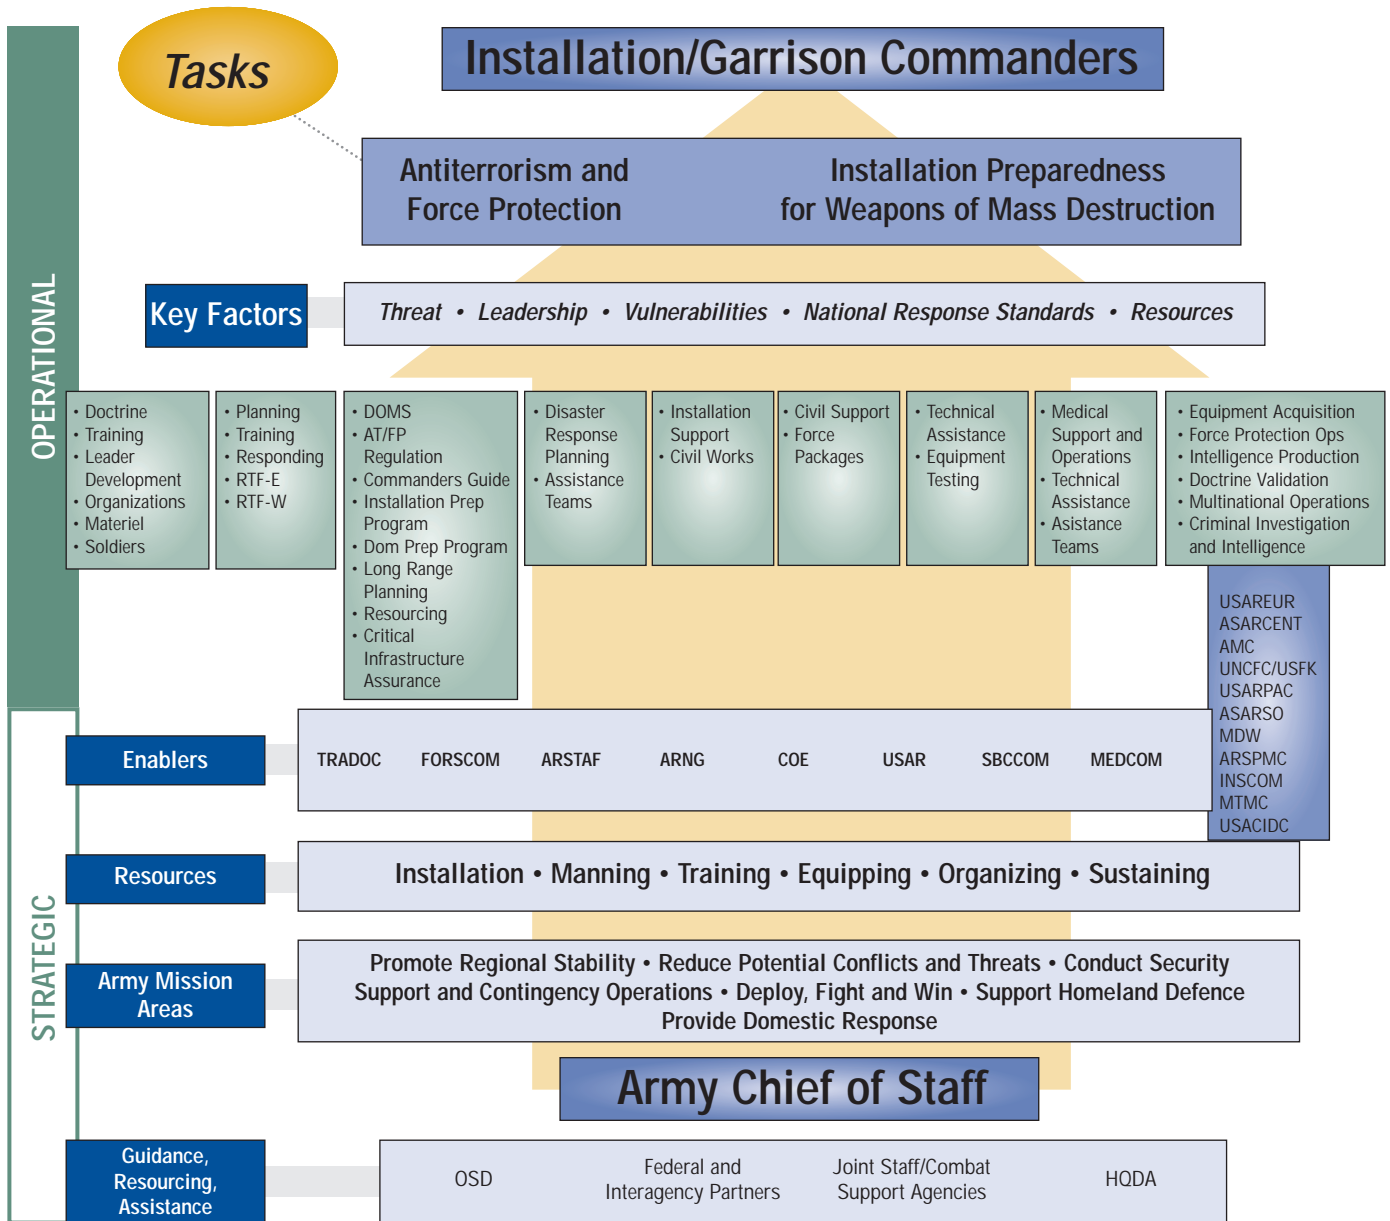 Tasks
Installation/Garrison Commanders
Antiterrorism and
Force Protection
Installation Preparedness
for Weapons of Mass Destruction
OPERATIONAL
Key Factors
Threat • Leadership • Vulnerabilities • National Response Standards • Resources
• Doctrine
• Training
• Leader
Development
• Organizations
• Materiel
• Soldiers
• Planning
• Training
• Responding
• RTF-E
• RTF-W
• DOMS
• AT/FP
Regulation
• Commanders Guide
• Installation Prep
Program
• Dom Prep Program
• Long Range
Planning
• Resourcing
• Critical
Infrastructure
Assurance
• Disaster
Response
Planning
• Assistance
Teams
• Installation
Support
• Civil Works
• Civil Support
• Force
Packages
• Technical
Assistance
• Equipment
Testing
• Medical
Support and
Operations
• Technical
Assistance
• Asistance
Teams
• Equipment Acquisition
• Force Protection Ops
• Intelligence Production
• Doctrine Validation
• Multinational Operations
• Criminal Investigation
and Intelligence
USAREUR
ASARCENT
AMC
UNCFC/USFK
USARPAC
ASARSO
MDW
ARSPMC
INSCOM
MTMC
USACIDC
STRATEGIC
Enablers
TRADOC FORSCOM ARSTAF ARNG COE USAR SBCCOM MEDCOM
Resources
Installation • Manning • Training • Equipping • Organizing • Sustaining
Army Mission
Areas
Promote Regional Stability • Reduce Potential Conflicts and Threats • Conduct Security
Support and Contingency Operations • Deploy, Fight and Win • Support Homeland Defence
Provide Domestic Response
Army Chief of Staff
Guidance,
Resourcing,
Assistance
OSD
Federal and
Interagency Partners
Joint Staff/Combat
Support Agencies
HQDA